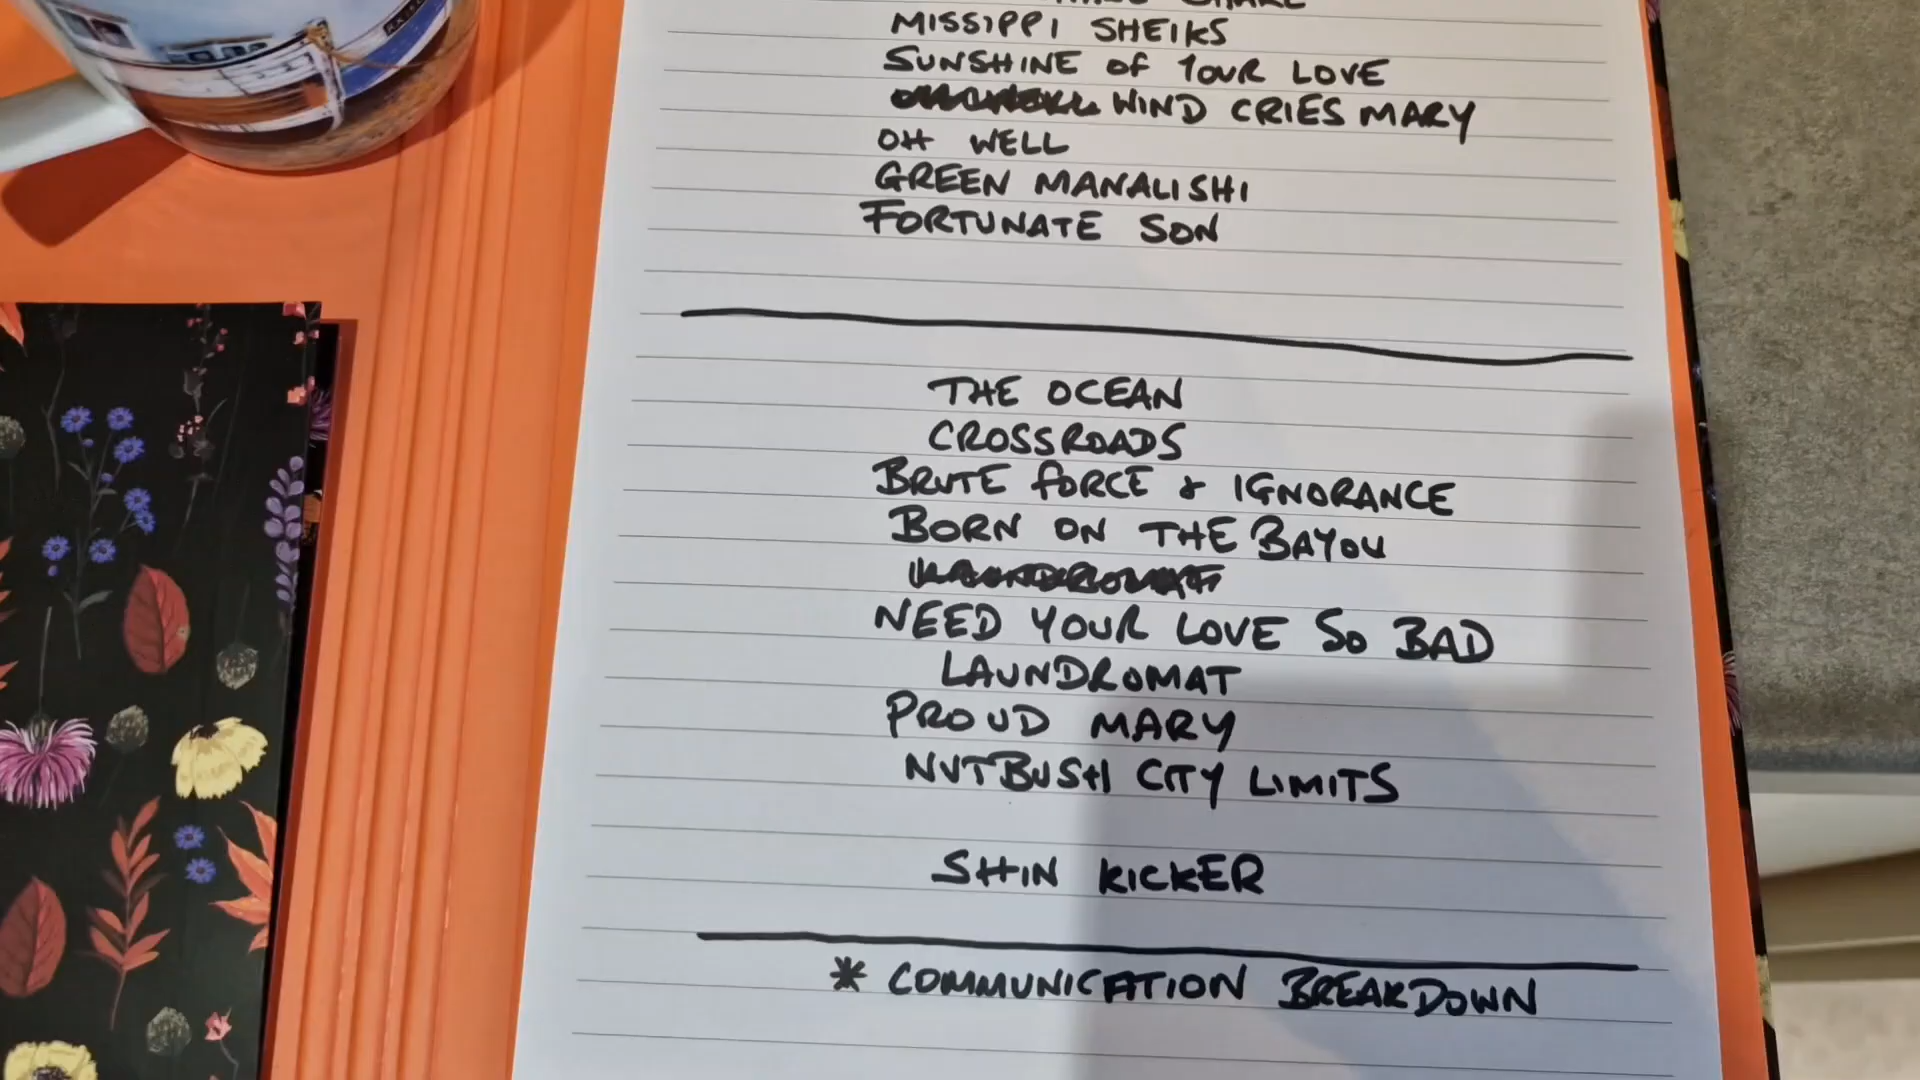 MISSIPPI SHEIKS
SUNSHINE OF YOUR LOVE
WIND CRIES MARY
OH WELL
GREEN MANALISHI
FORTUNATE SON
THE OCEAN
CROSSROADS
BRUTE FORCE & IGNORANCE
BORN ON THE BAYOU
LAUNDROMAT
NEED YOUR LOVE SO BAD
LAUNDROMAT
PROUD MARY
NUTBUSH CITY LIMITS
SHIN KICKER
* COMMUNICATION BREAKDOWN